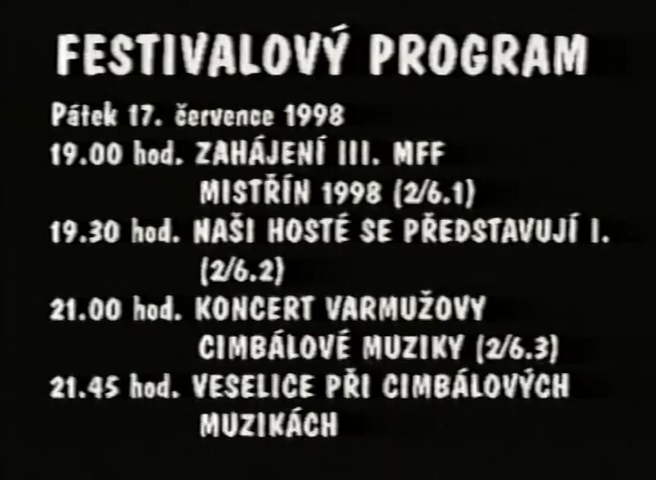 FESTIVALOVÝ PROGRAM
Pátek 17. července 1998
19.00 hod. ZAHÁJENÍ III. MFF
MISTŘÍN 1998 (2/6.1)
19.30 hod. NAŠI HOSTÉ SE PŘEDSTAVUJÍ I.
(2/6.2)
21.00 hod. KONCERT VARMUŽOVY
CIMBÁLOVÉ MUZIKY (2/6.3)
21.45 hod. VESELICE PŘI CIMBÁLOVÝCH
MUZIKÁCH